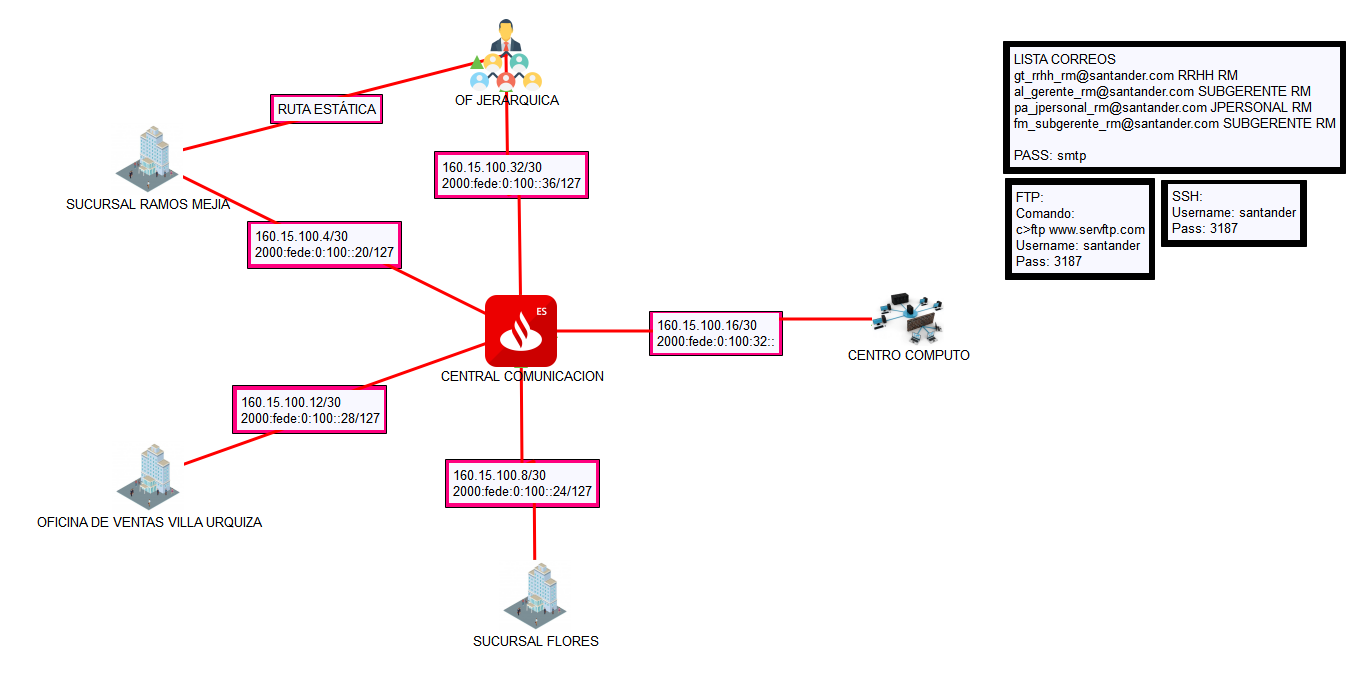 OF JERARQUICA
RUTA ESTÁTICA
SUCURSAL RAMOS MEJIA
160.15.100.32/30
2000:fede:0:100::36/127
160.15.100.4/30
2000:fede:0:100::20/127
ES
CENTRAL COMUNICACION
160.15.100.16/30
2000:fede:0:100:32::
CENTRO COMPUTO
160.15.100.12/30
2000:fede:0:100::28/127
OFICINA DE VENTAS VILLA URQUIZA
160.15.100.8/30
2000:fede:0:100::24/127
SUCURSAL FLORES
LISTA CORREOS
gt_rrhh_rm@santander.com RRHH RM
al_gerente_rm@santander.com SUBGERENTE RM
pa_jpersonal_rm@santander.com JPERSONAL RM
fm_subgerente_rm@santander.com SUBGERENTE RM
PASS: smtp
FTP:
Comando:
c>ftp www.servftp.com
Username: santander
Pass: 3187
SSH:
Username: santander
Pass: 3187